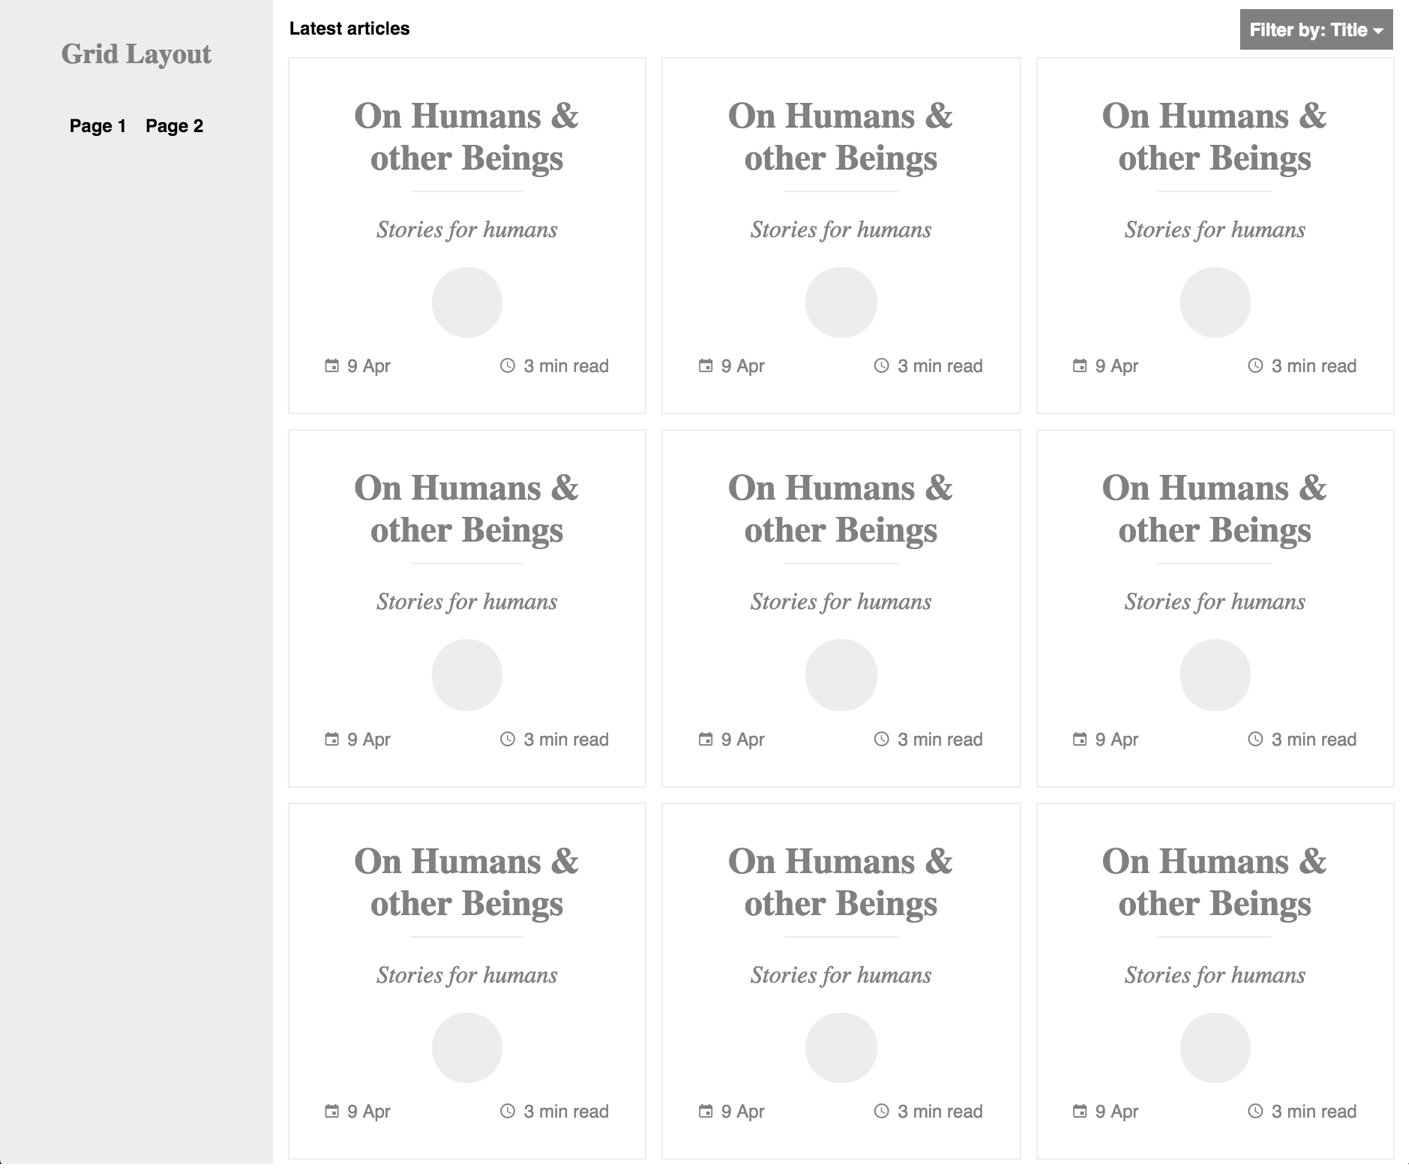 Grid Layout
Page 1 Page 2
Latest articles
Filter by: Title
On Humans &
other Beings
Stories for humans
9 Apr 3 min read
On Humans &
other Beings
Stories for humans
9 Apr 3 min read
On Humans &
other Beings
Stories for humans
9 Apr 3 min read
On Humans &
other Beings
Stories for humans
9 Apr 3 min read
On Humans &
other Beings
Stories for humans
9 Apr 3 min read
On Humans &
other Beings
Stories for humans
9 Apr 3 min read
On Humans &
other Beings
Stories for humans
9 Apr 3 min read
On Humans &
other Beings
Stories for humans
9 Apr 3 min read
On Humans &
other Beings
Stories for humans
9 Apr 3 min read